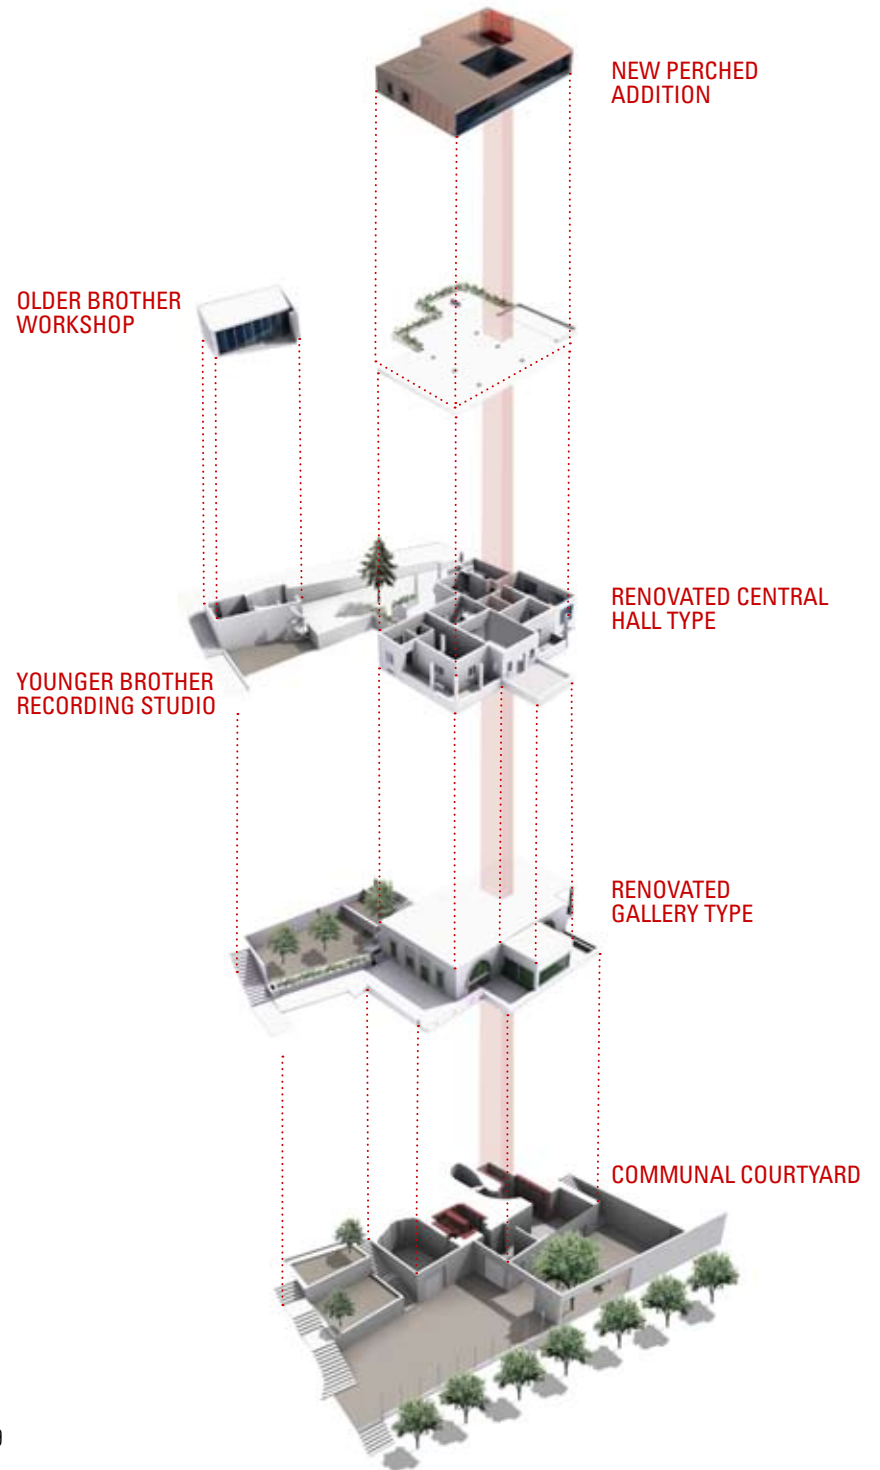 NEW PERCHED
ADDITION
OLDER BROTHER
WORKSHOP
RENOVATED CENTRAL
HALL TYPE
YOUNGER BROTHER
RECORDING STUDIO
RENOVATED
GALLERY TYPE
COMMUNAL COURTYARD